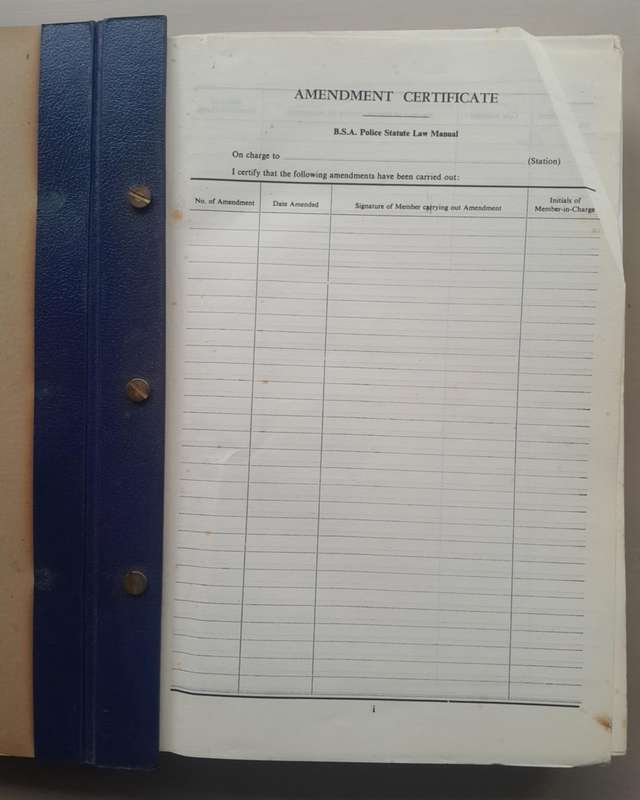 AMENDMENT CERTIFICATE
B.S.A. Police Statute Law Manual
On charge to (Station)
I certify that the following amendments have been carried out:
No. of Amendment Date Amended Signature of Member carrying out Amendment Initials of Member-in-Charge
i